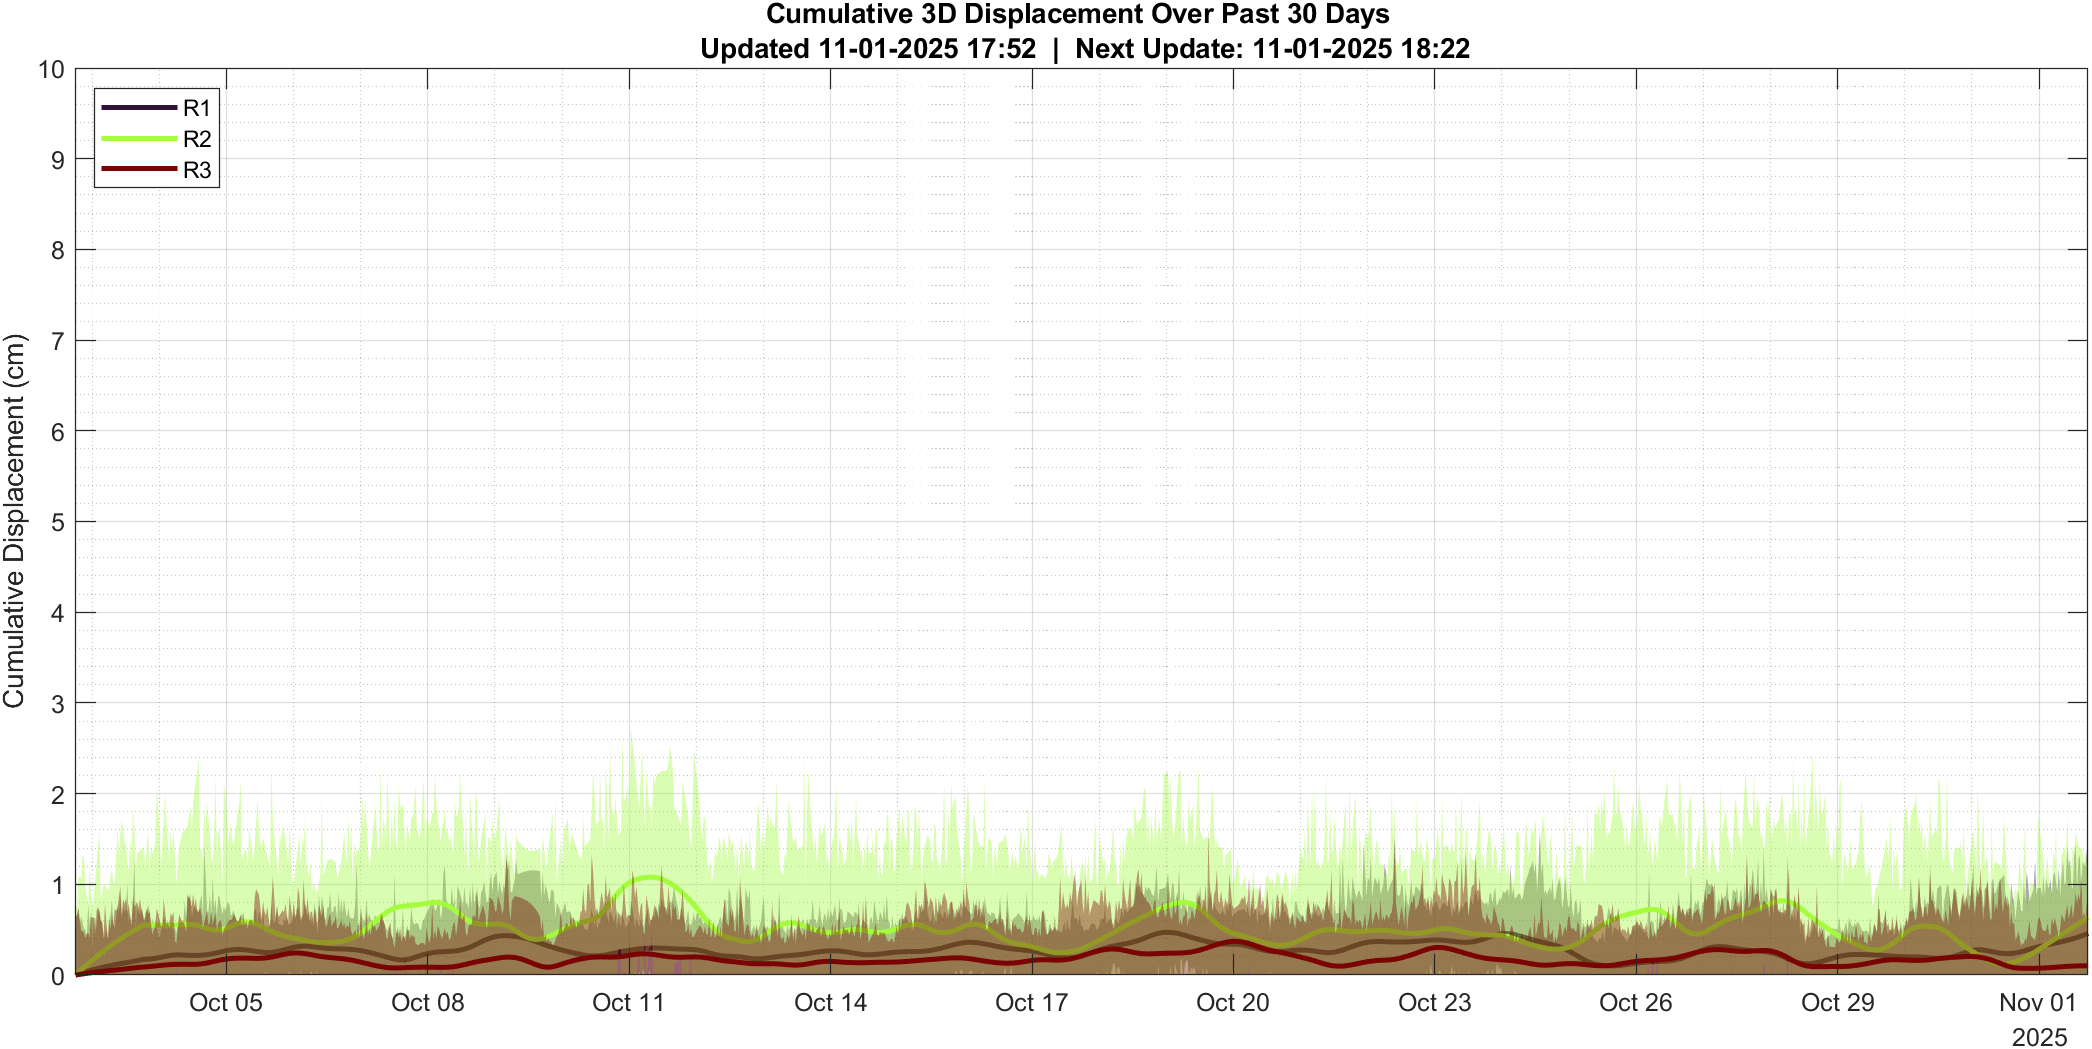 Cumulative 3D Displacement Over Past 30 Days
Updated 11-01-2025 17:52 | Next Update: 11-01-2025 18:22
R1
R2
R3
Cumulative Displacement (cm)
10
9
8
7
6
5
4
3
2
1
0
Oct 05 Oct 08 Oct 11 Oct 14 Oct 17 Oct 20 Oct 23 Oct 26 Oct 29 Nov 01
2025